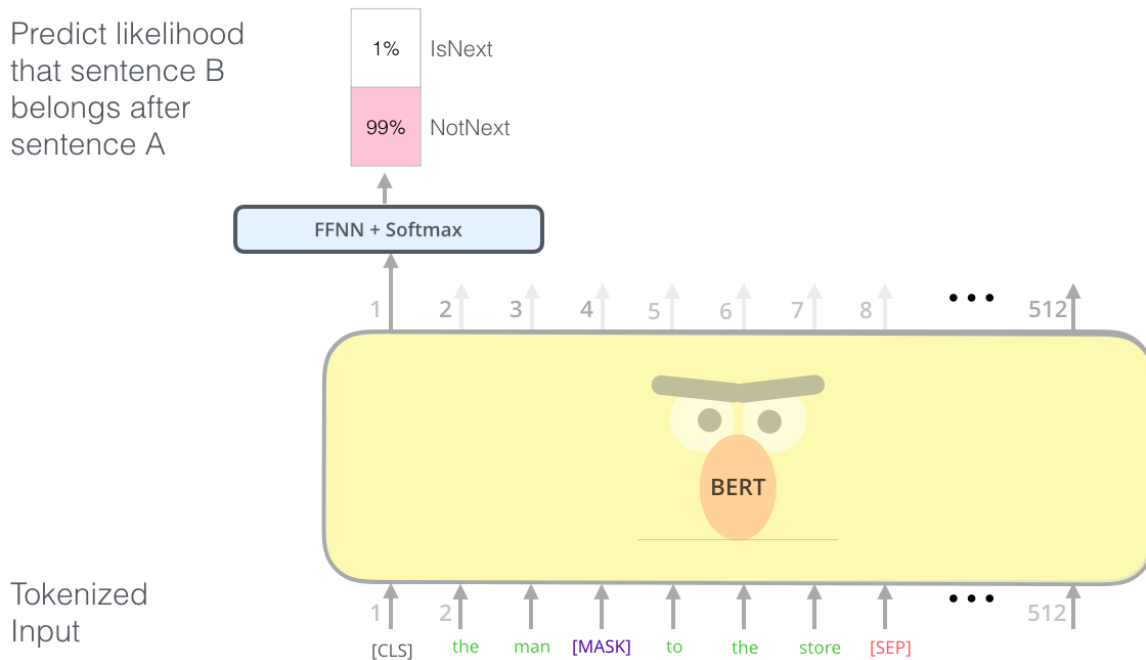 Predict likelihood
that sentence B
belongs after
sentence A
1% IsNext
99% NotNext
FFNN + Softmax
1 2 3 4 5 6 7 8 ••• 512
BERT
Tokenized
Input
1 2 ••• 512
[CLS] the man [MASK] to the store [SEP]